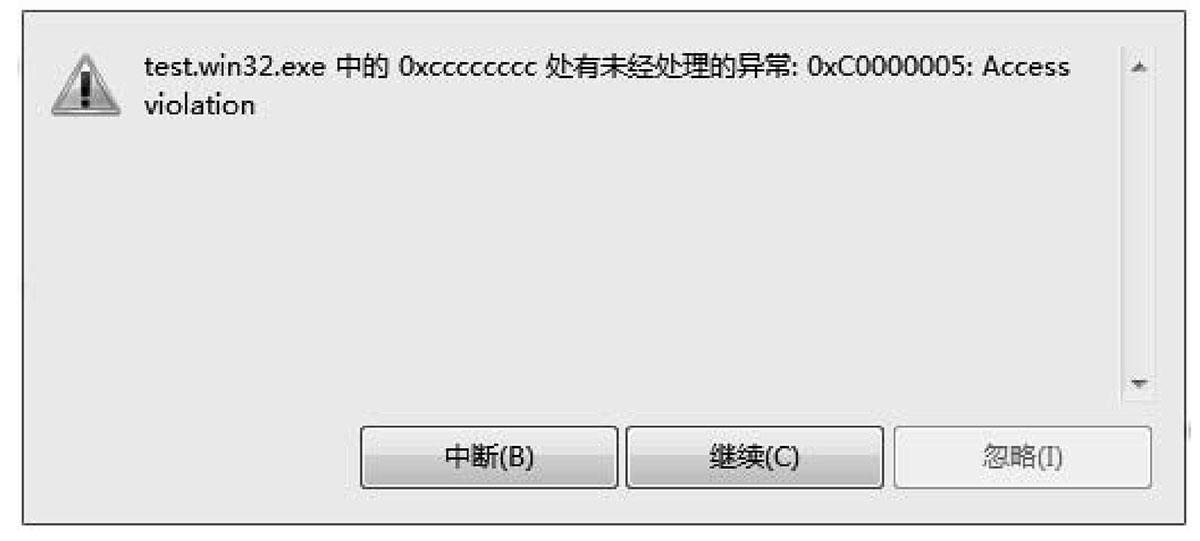 test.win32.exe 中的 0xcccccccc 处有未经处理的异常: 0xC0000005: Access
violation
中断(B)
继续(C)
忽略(I)